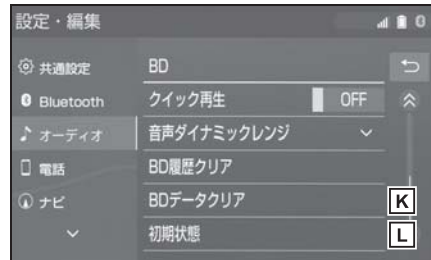 設定・編集
共通設定
Bluetooth
オーディオ
電話
ナビ
BD
クイック再生 OFF
音声ダイナミックレンジ
BD履歴クリア
BDデータクリア K
初期状態 L